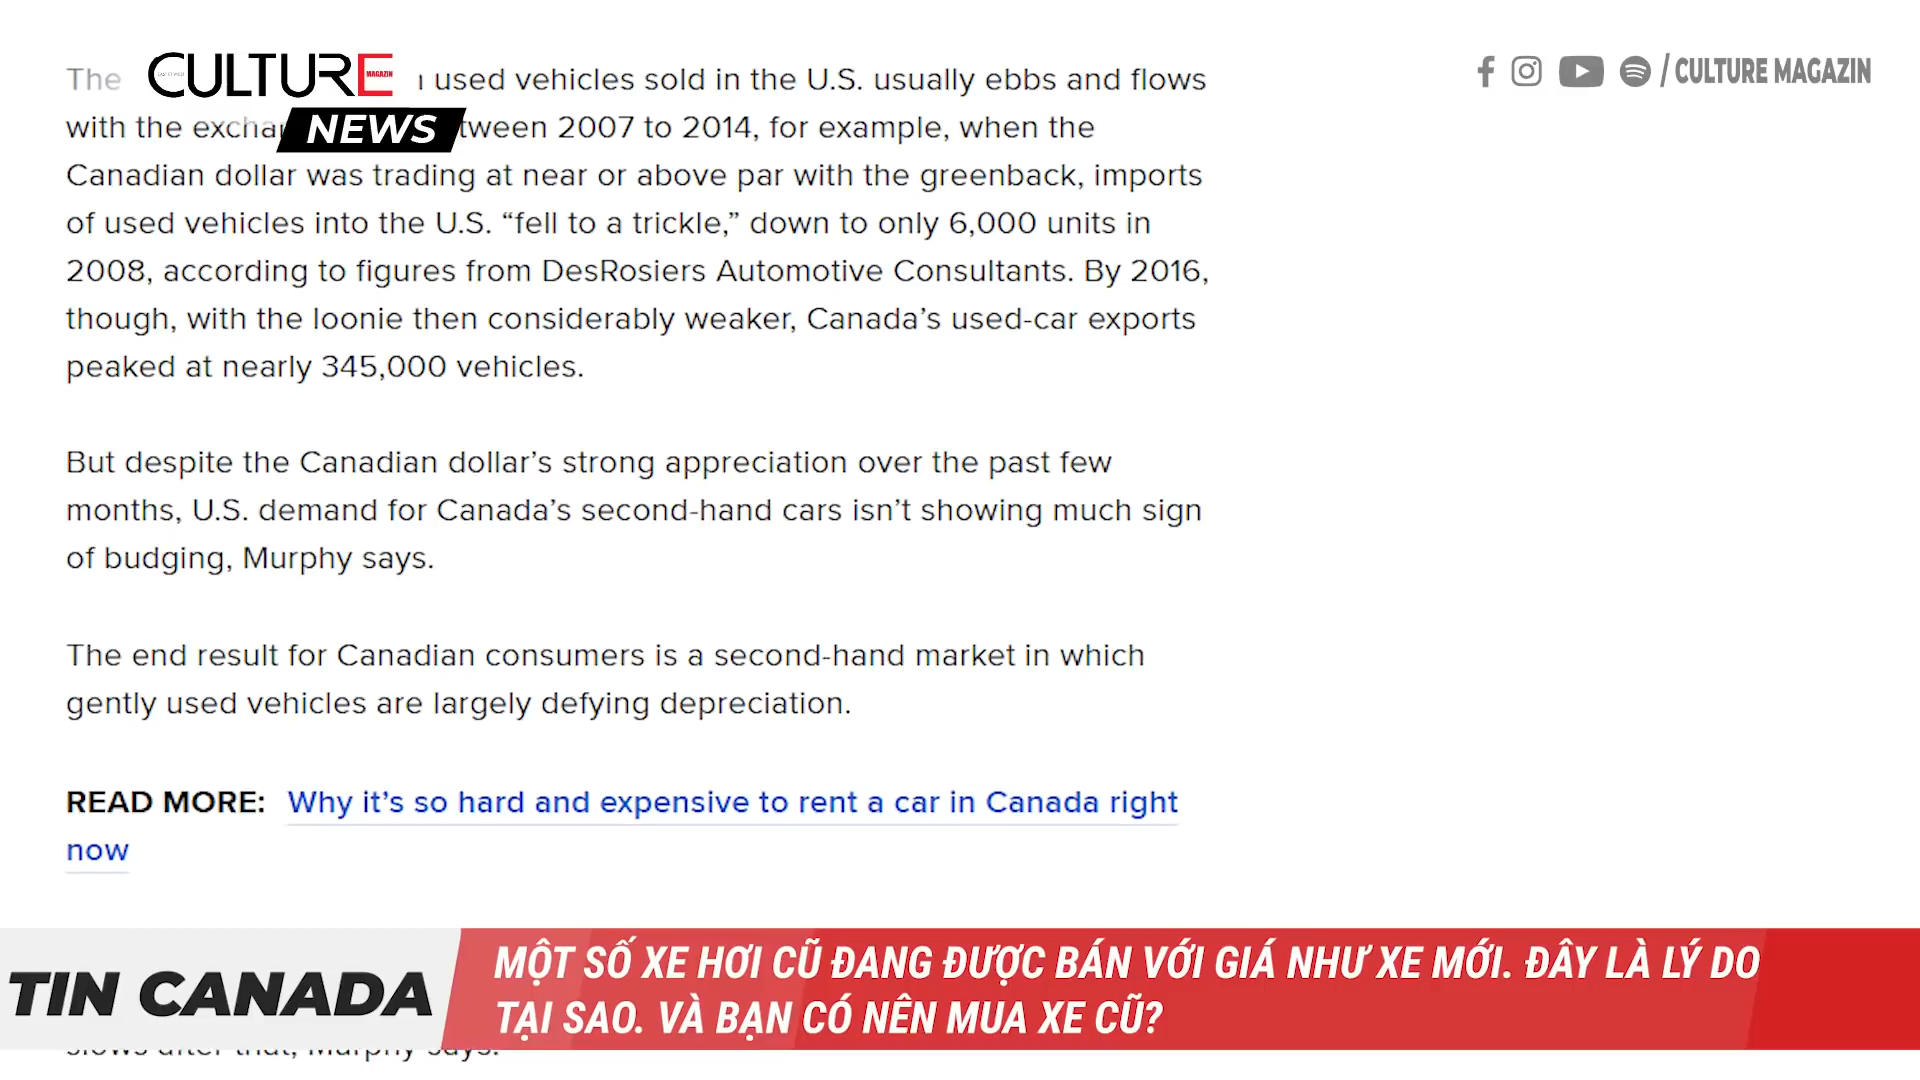 CULTURE MAGAZIN
NEWS
/ CULTURE MAGAZIN
The used vehicles sold in the U.S. usually ebbs and flows
with the 2007 to 2014, for example, when the
Canadian dollar was trading at near or above par with the greenback, imports
of used vehicles into the U.S. “fell to a trickle,” down to only 6,000 units in
2008, according to figures from DesRosiers Automotive Consultants. By 2016,
though, with the loonie then considerably weaker, Canada’s used-car exports
peaked at nearly 345,000 vehicles.
But despite the Canadian dollar’s strong appreciation over the past few
months, U.S. demand for Canada’s second-hand cars isn’t showing much sign
of budging, Murphy says.
The end result for Canadian consumers is a second-hand market in which
gently used vehicles are largely defying depreciation.
READ MORE: Why it’s so hard and expensive to rent a car in Canada right
now
TIN CANADA
MỘT SỐ XE HƠI CŨ ĐANG ĐƯỢC BÁN VỚI GIÁ NHƯ XE MỚI. ĐÂY LÀ LÝ DO
TẠI SAO. VÀ BẠN CÓ NÊN MUA XE CŨ?
slows after that, Murphy says.